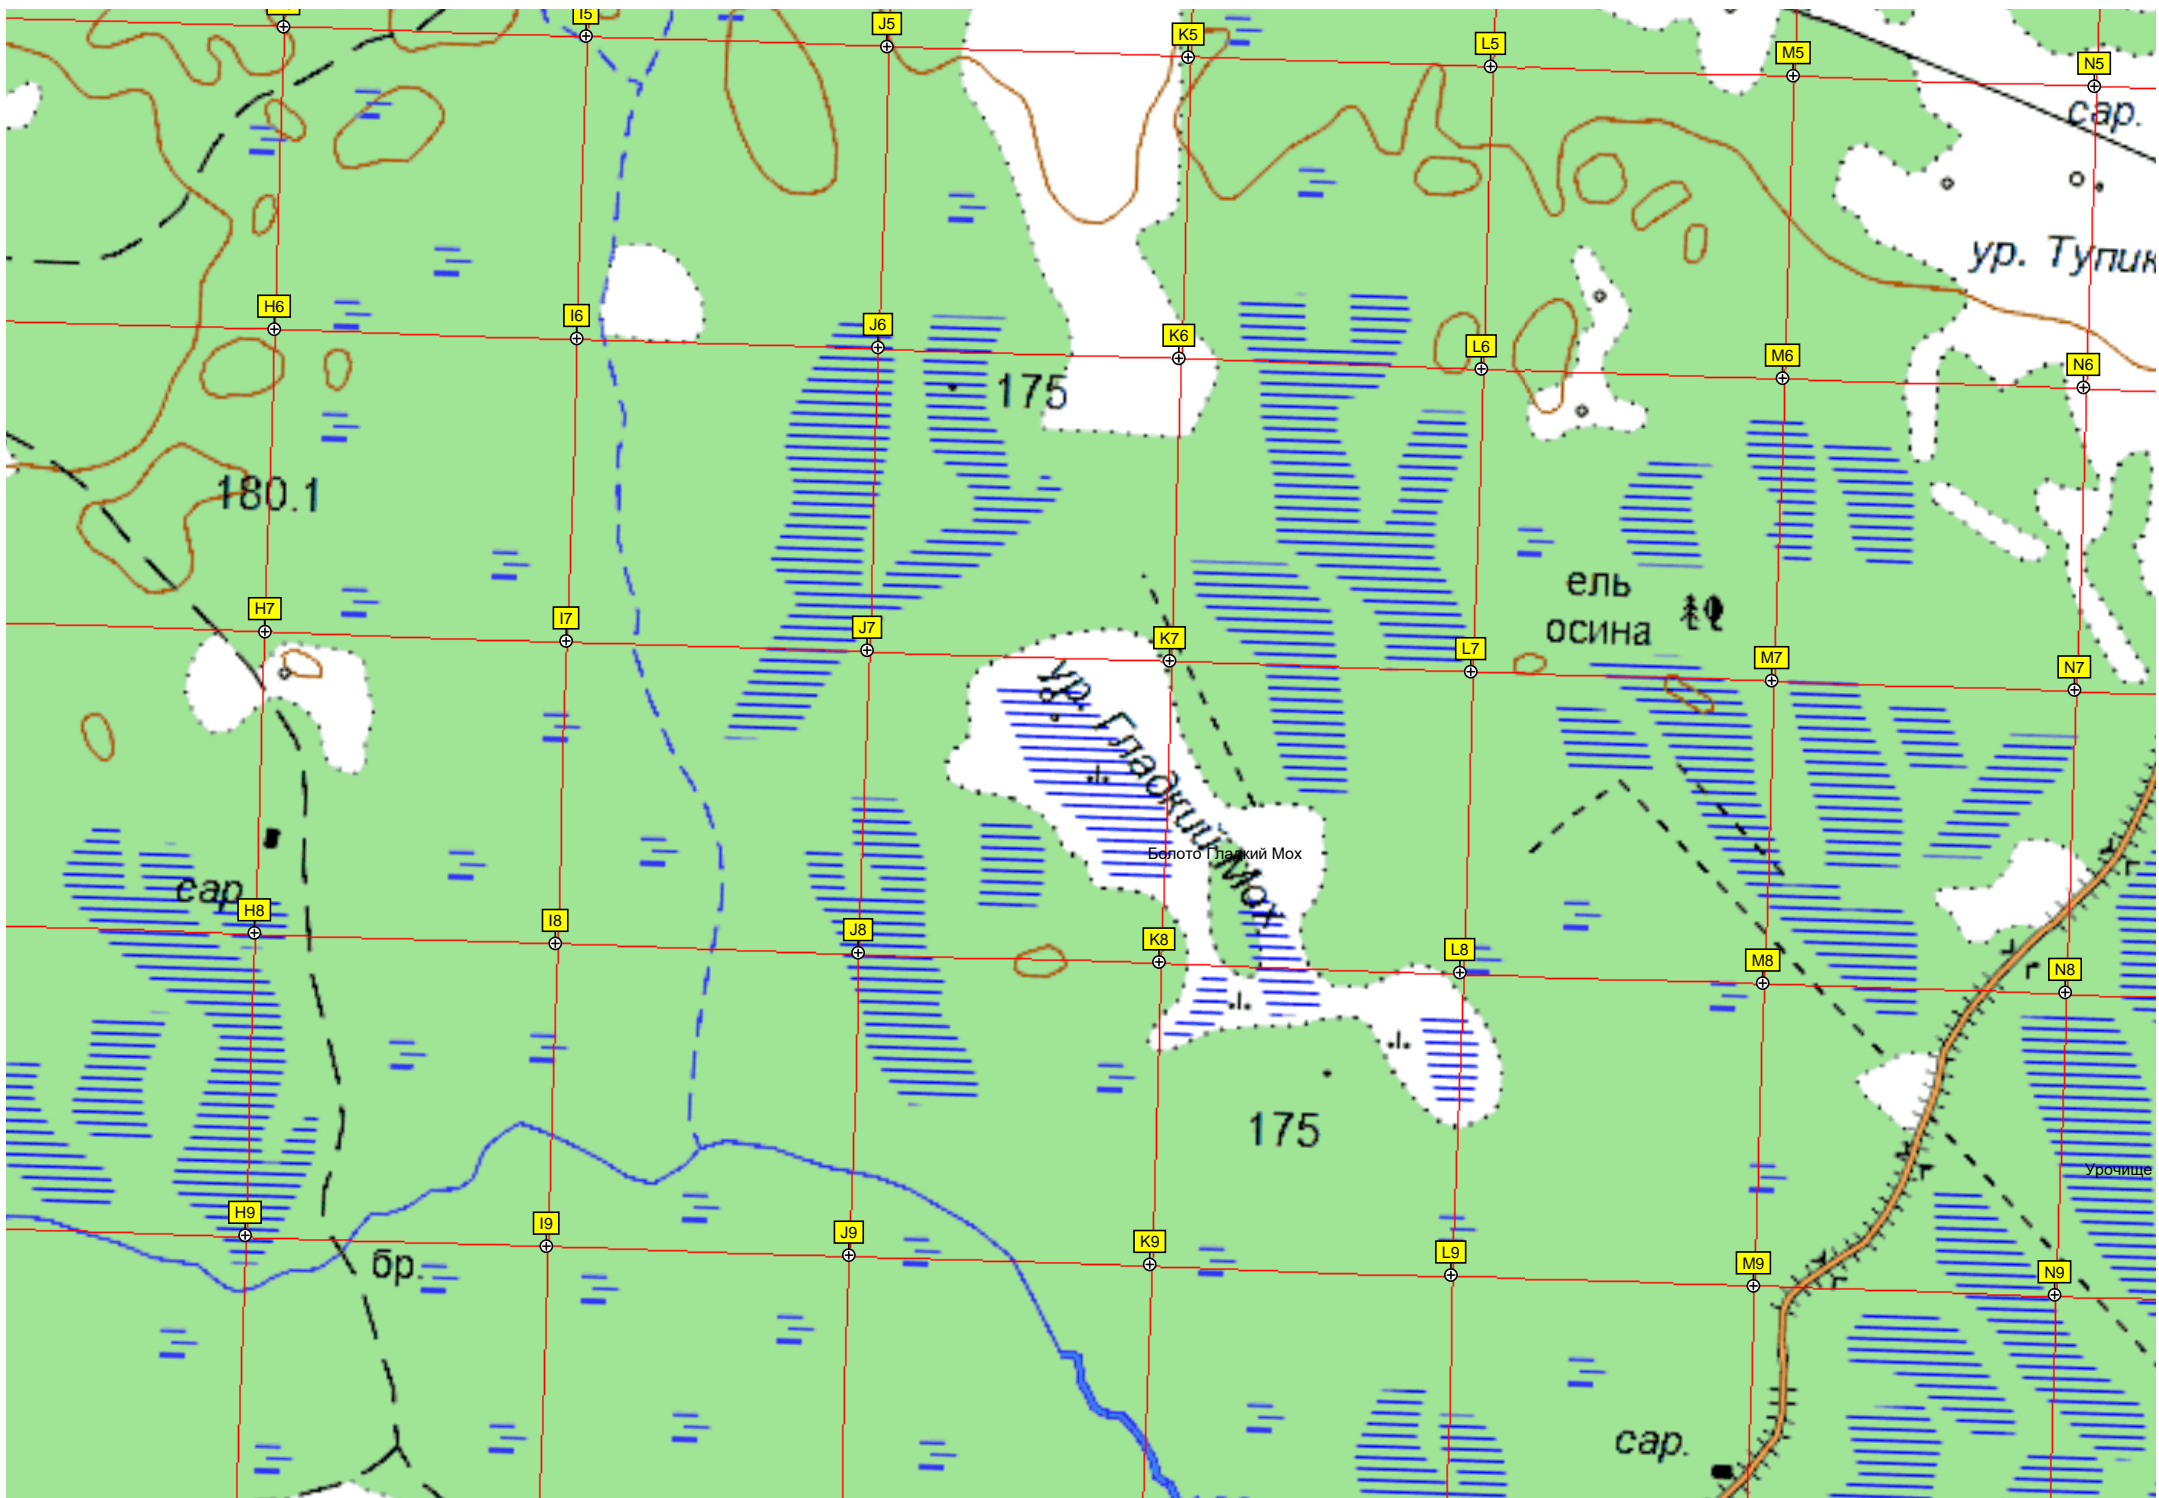 I5
J5
K5
L5
M5
N5
сар.
ур. Тупик
H6
I6
J6
K6
L6
M6
N6
175
180.1
ель
осина
H7
I7
J7
K7
L7
M7
N7
ур. Гладкий Мох
Болото Гладкий Мох
сар.
H8
I8
J8
K8
L8
M8
N8
175
Урочище
H9
I9
J9
K9
L9
M9
N9
бр.
сар.